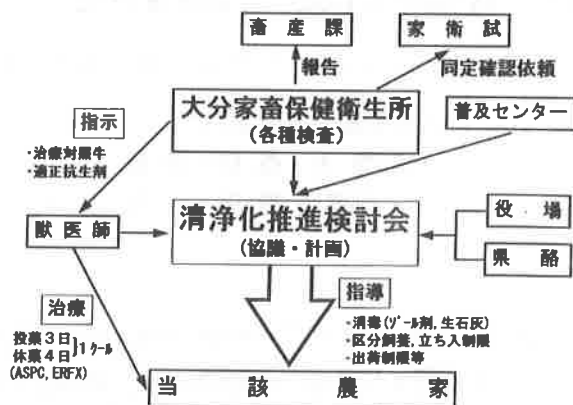 畜産課
家衛試
報告
同定確認依頼
大分家畜保健衛生所
(各種検査)
普及センター
指示
・治療対照牛
・適正抗生剤
獣医師
清浄化推進検討会
(協議・計画)
役場
県酪
治療
投薬3日
休薬4日
}1クール
(ASPC,ERFX)
指導
・消毒(ゾール剤,生石灰)
・区分飼養,立ち入制限
・出荷制限等
当該農家